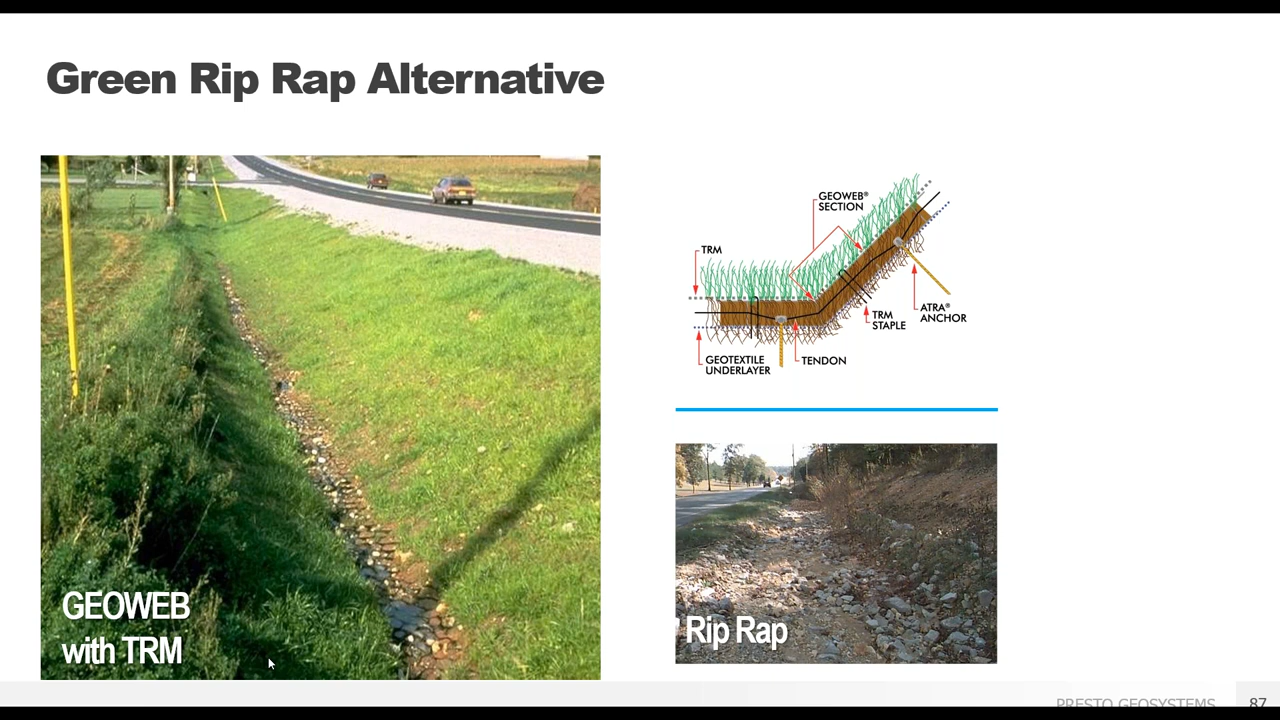 Green Rip Rap Alternative
GEOWEB
with TRM
GEOWEB®
SECTION
TRM
ATRA®
ANCHOR
TRM
STAPLE
GEOTEXTILE
UNDERLAYER
TENDON
Rip Rap
PRESTO GEOSYSTEMS
87